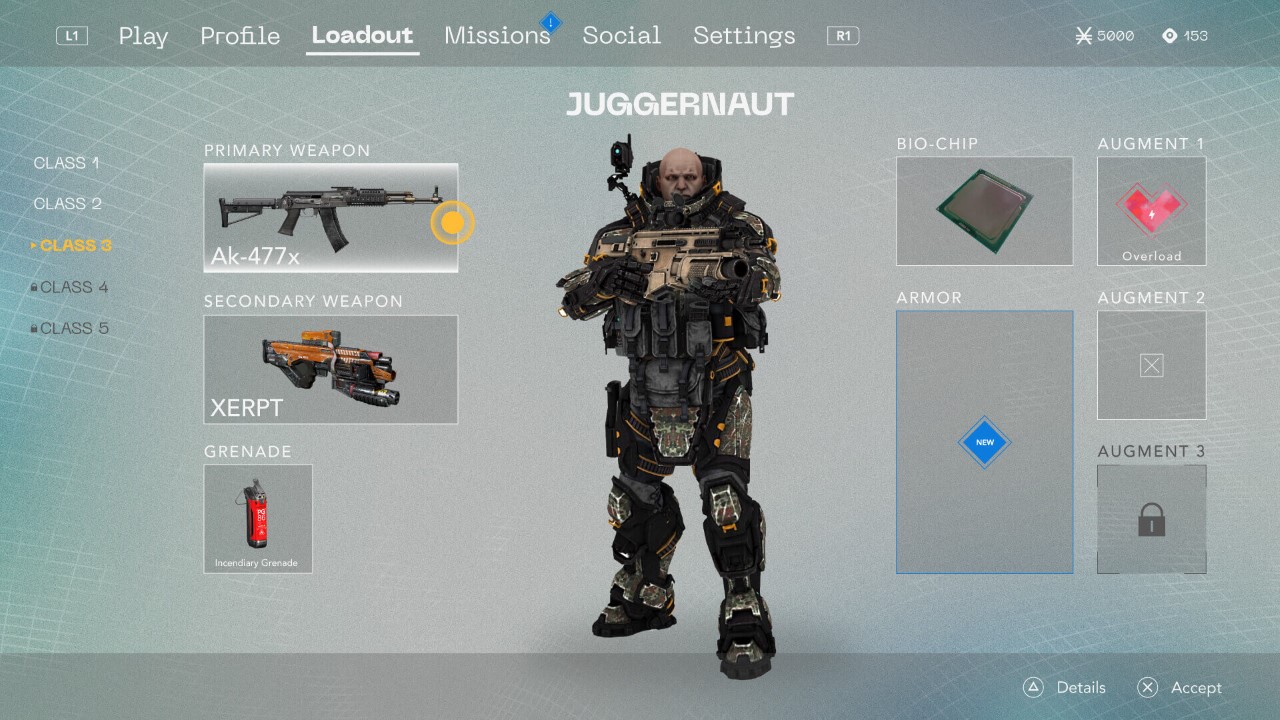 L1 Play Profile Loadout Missions ! Social Settings R1 5000 153
JUGGERNAUT
CLASS 1
CLASS 2
CLASS 3
CLASS 4
CLASS 5
PRIMARY WEAPON
Ak-477x
SECONDARY WEAPON
XERPT
GRENADE
PG
Incendiary Grenade
BIO-CHIP
ARMOR
NEW
AUGMENT 1
Overload
AUGMENT 2
AUGMENT 3
Details Accept